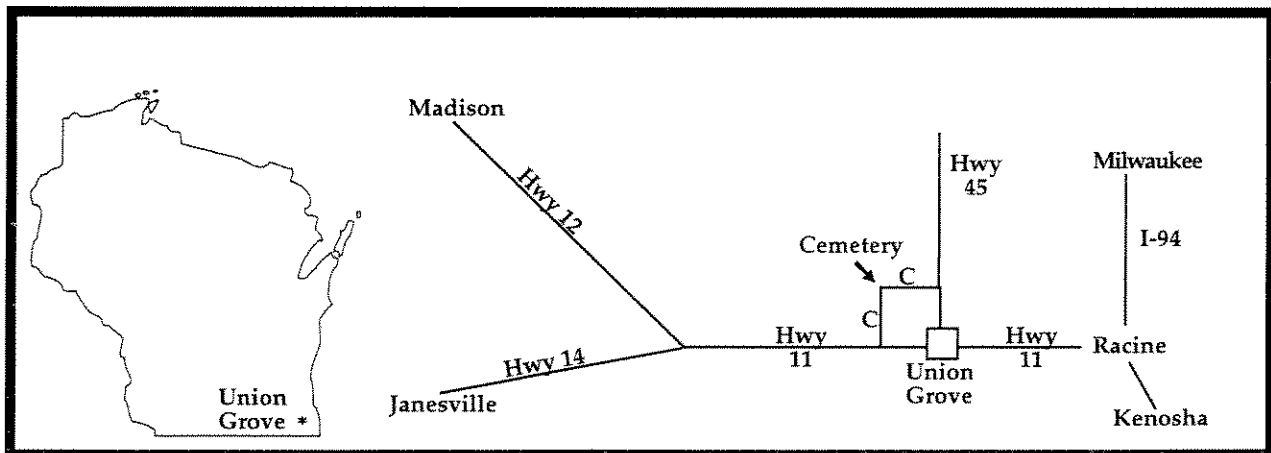 Madison
Hwy 12
Hwy
45
Milwaukee
I-94
Cemetery
C
C
Hwy
11
Hwy
11
Racine
Union
Grove
Hwy 14
Janesville
Kenosha
Union
Grove *